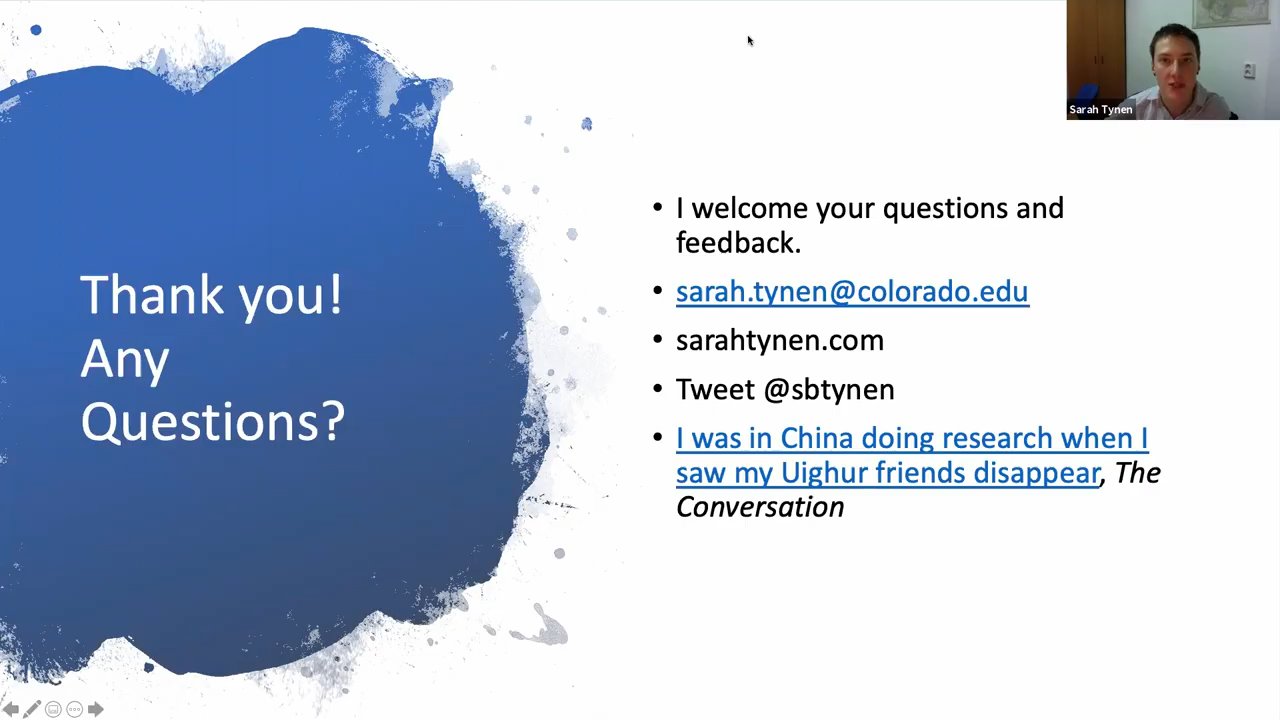 Thank you!
Any
Questions?
• I welcome your questions and
feedback.
• sarah.tynen@colorado.edu
• sarahtynen.com
• Tweet @sbtynen
• I was in China doing research when I
saw my Uighur friends disappear, The
Conversation
Sarah Tynen